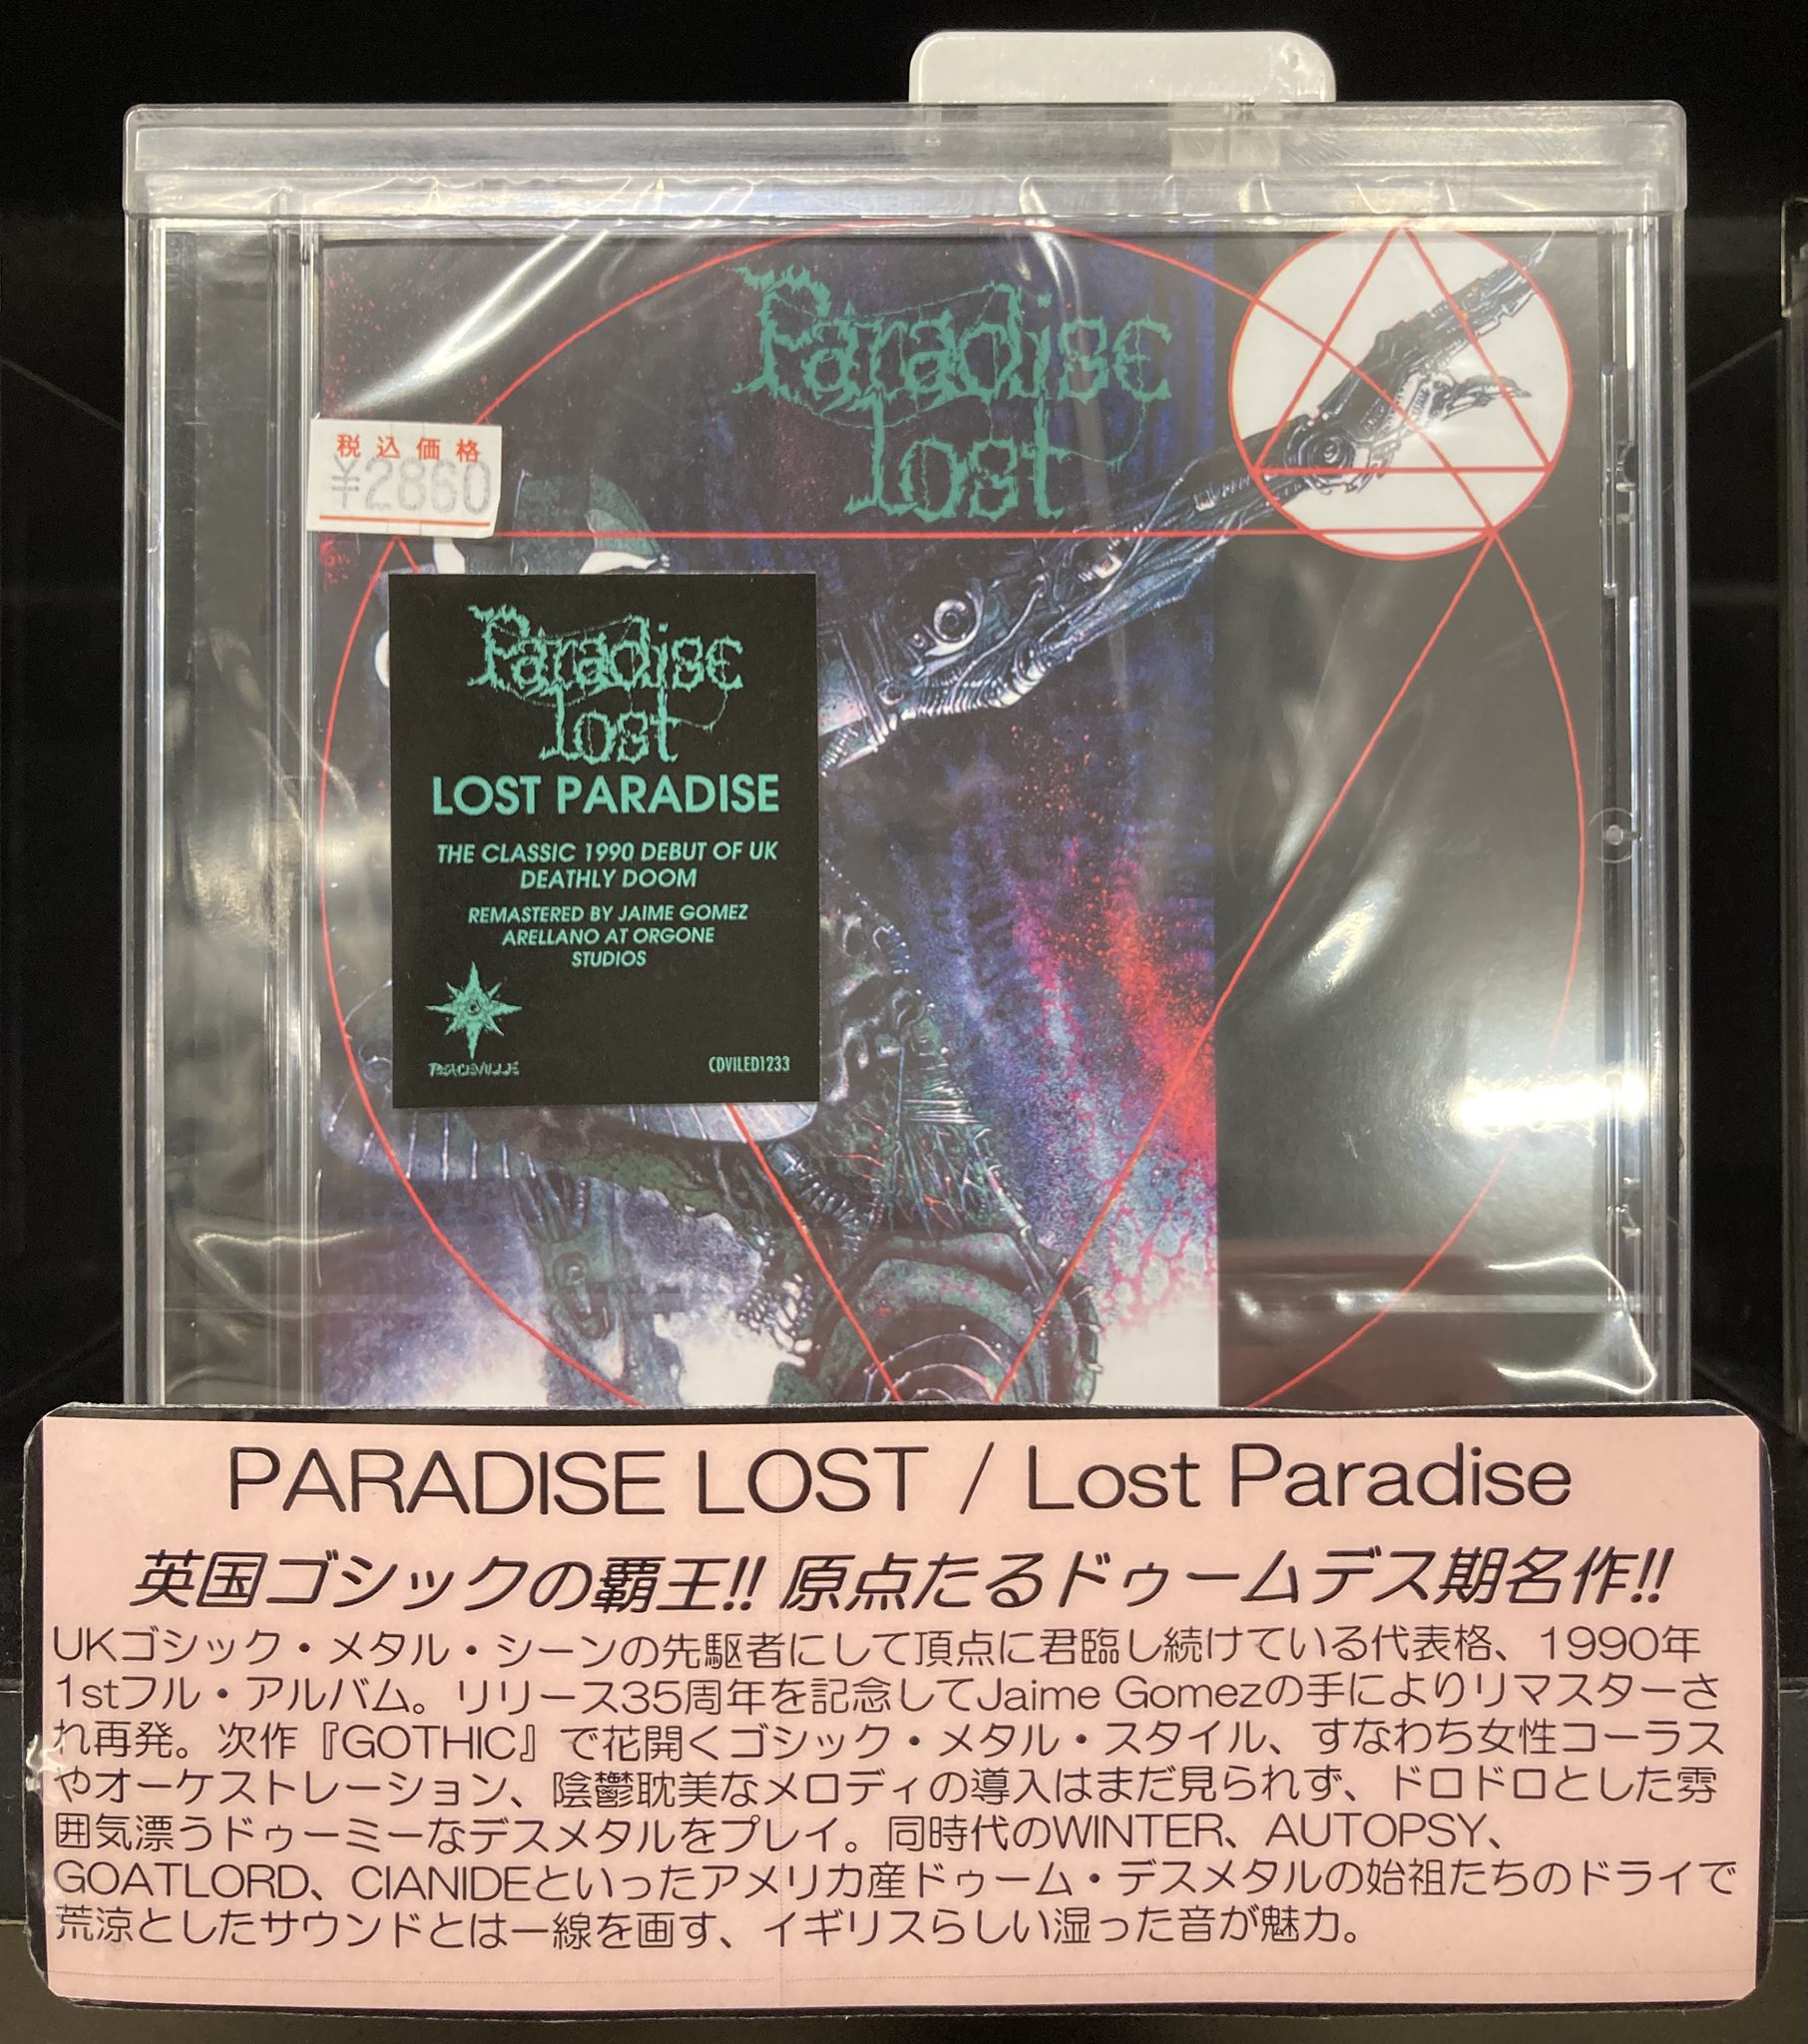 Paradise
Lost
税込価格
¥2860
Paradise
Lost
LOST PARADISE
THE CLASSIC 1990 DEBUT OF UK
DEATHLY DOOM
REMASTERED BY JAIME GOMEZ
ARELLANO AT ORGONE
STUDIOS
PEACEVILLE
CDVILED1233
PARADISE LOST / Lost Paradise
英国ゴシックの覇王!! 原点たるドゥームデス期名作!!
UKゴシック・メタル・シーンの先駆者にして頂点に君臨し続けている代表格、1990年
1stフル・アルバム。リリース35周年を記念してJaime Gomezの手によりリマスターさ
れ再発。次作『GOTHIC』で花開くゴシック・メタル・スタイル、すなわち女性コーラス
やオーケストレーション、陰鬱耽美なメロディの導入はまだ見られず、ドロドロとした雰
囲気漂うドゥーミーなデスメタルをプレイ。同時代のWINTER、AUTOPSY、
GOATLORD、CIANIDEといったアメリカ産ドゥーム・デスメタルの始祖たちのドライで
荒涼としたサウンドとは一線を画す、イギリスらしい湿った音が魅力。